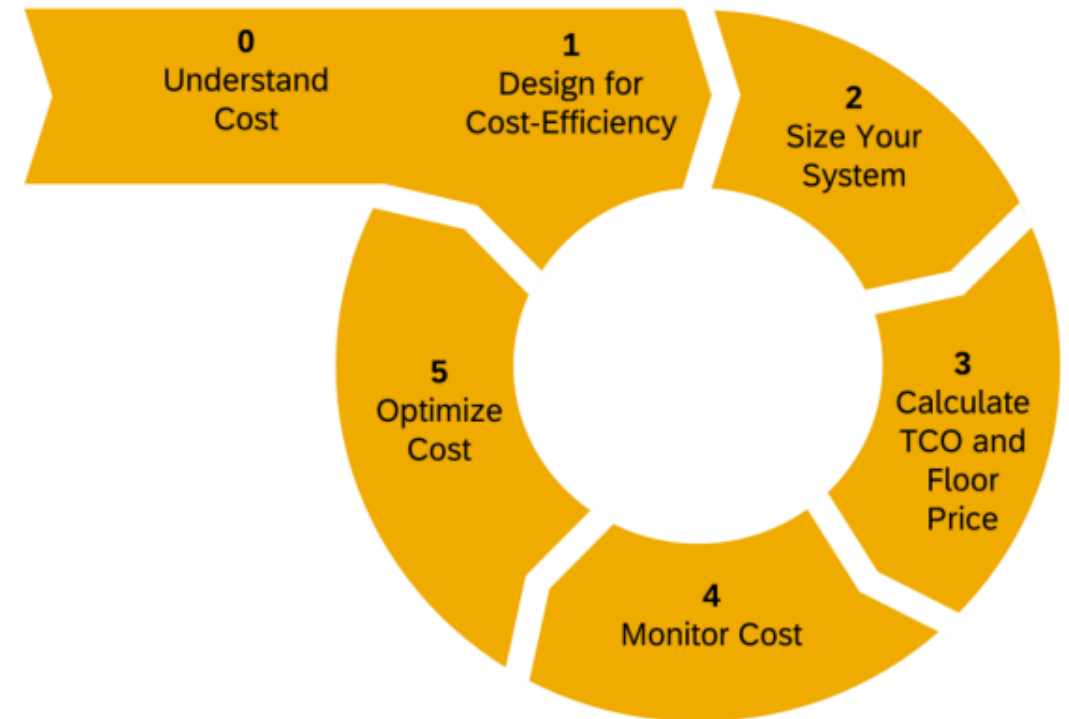 0
Understand
Cost
1
Design for
Cost-Efficiency
2
Size Your
System
3
Calculate
TCO and
Floor
Price
4
Monitor Cost
5
Optimize
Cost